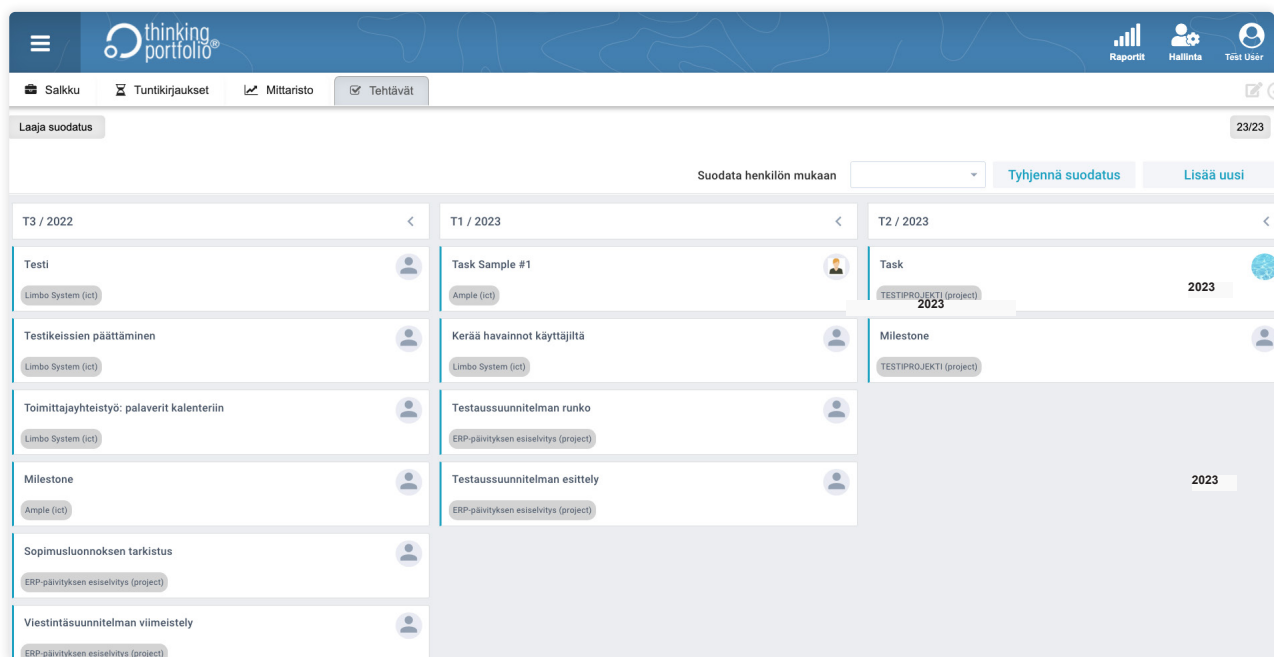 thinking
portfolio®
Raportit
Hallinta
Test User
Salkku
Tuntikirjaukset
Mittaristo
Tehtävät
Laaja suodatus
23/23
Suodata henkilön mukaan
Tyhjennä suodatus
Lisää uusi
T3 / 2022
Testi
Limbo System (ict)
Testikeissien päättäminen
Limbo System (ict)
Toimittajayhteistyö: palaverit kalenteriin
Limbo System (ict)
Milestone
Ample (ict)
Sopimusluonnoksen tarkistus
ERP-päivityksen esiselvitys (project)
Viestintäsuunnitelman viimeistely
ERP-päivityksen esiselvitys (project)
T1 / 2023
Task Sample #1
Ample (ict)
Kerää havainnot käyttäjiltä
Limbo System (ict)
Testaussuunnitelman runko
ERP-päivityksen esiselvitys (project)
Testaussuunnitelman esittely
ERP-päivityksen esiselvitys (project)
T2 / 2023
Task
TESTIPROJEKTI (project)
2023
2023
Milestone
TESTIPROJEKTI (project)
2023